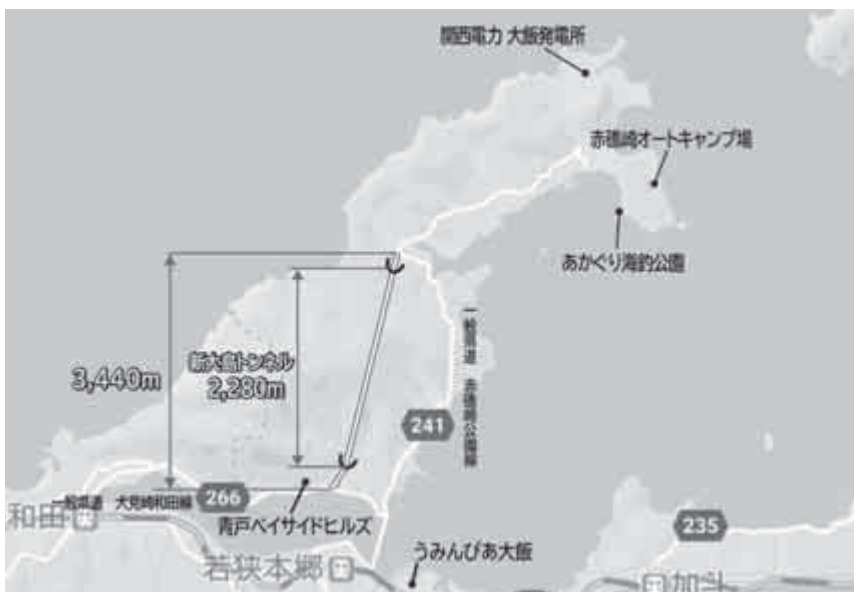 関西電力 大飯発電所
赤礁崎オートキャンプ場
あかぐり海釣公園
3,440m
新大島トンネル
2,280m
一般県道 赤礁崎公園線
241
一般県道 犬見崎和田線
266
和田
青戸ベイサイドヒルズ
235
若狭本郷
うみんぴあ大飯
加斗